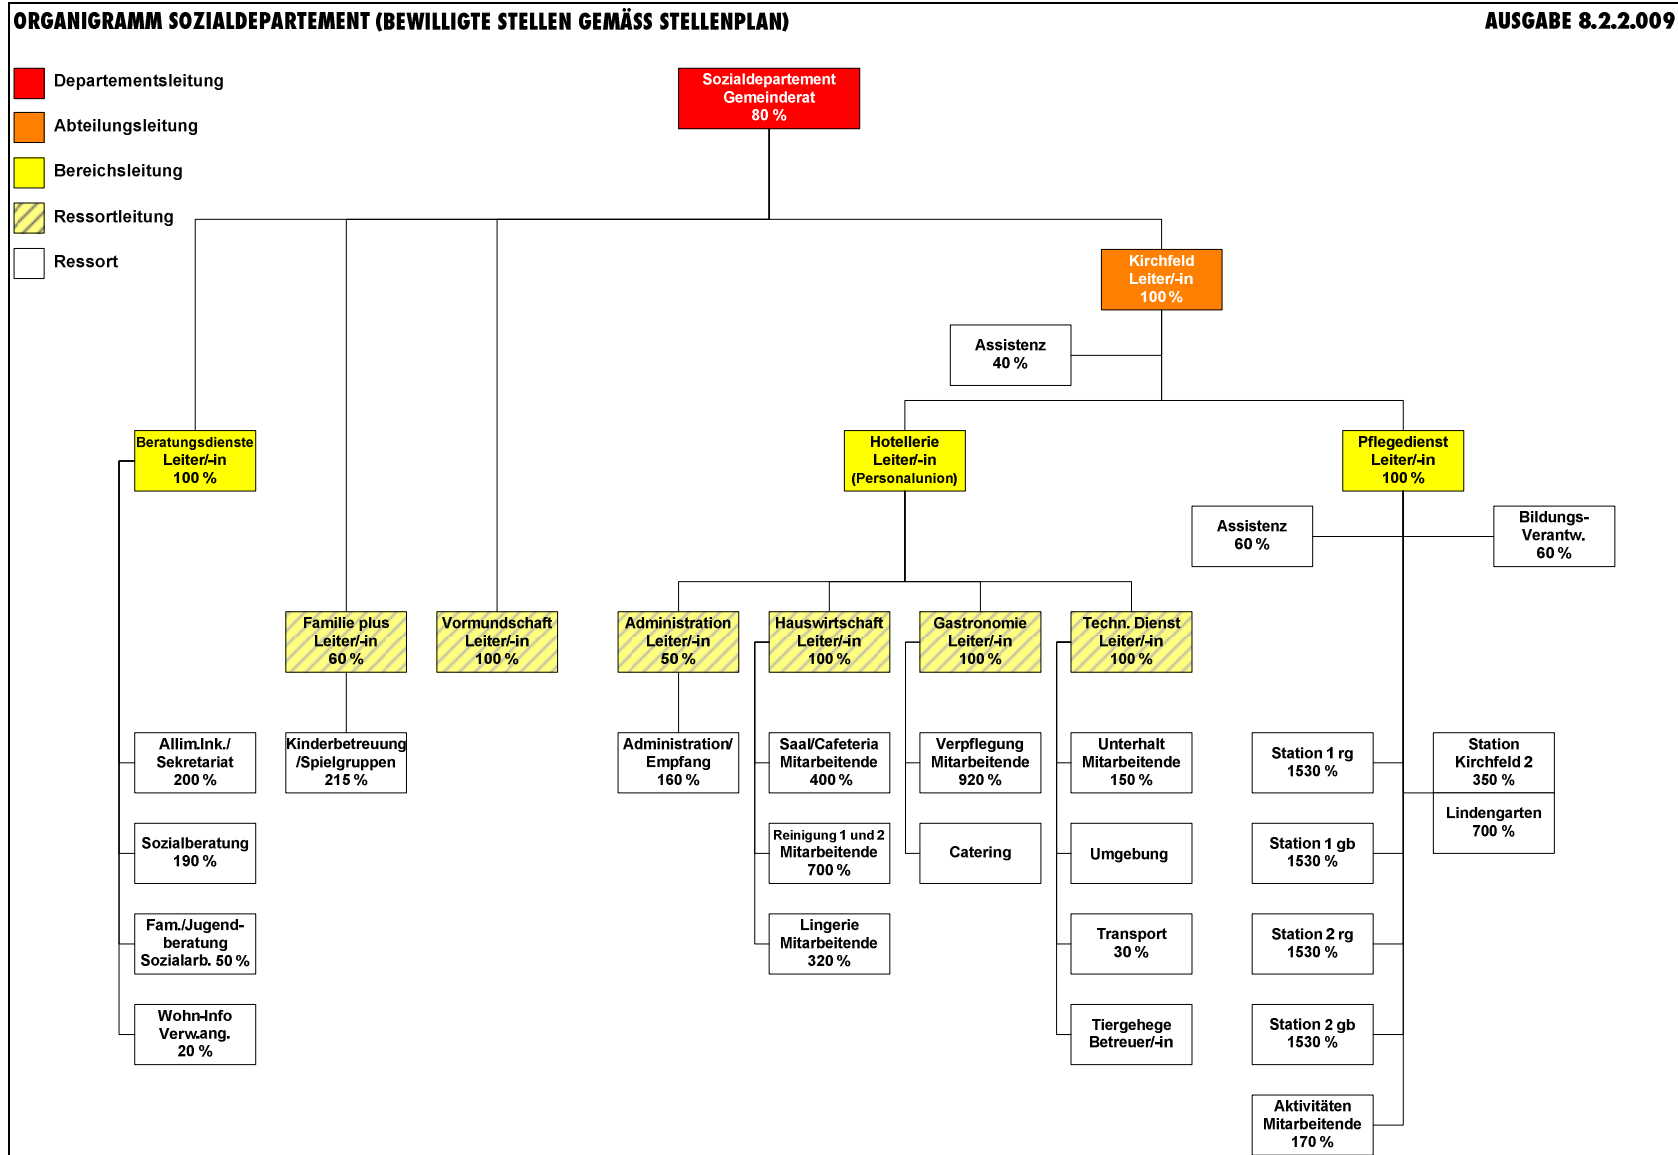 ORGANIGRAMM SOZIALDEPARTEMENT (BEWILLIGTE STELLEN GEMÄSS STELLENPLAN)
AUSGABE 8.2.2.009
Departementsleitung
Abteilungsleitung
Bereichsleitung
Ressortleitung
Ressort
Sozialdepartement
Gemeinderat
80 %
Kirchfeld
Leiter/-in
100 %
Assistenz
40 %
Beratungsdienste
Leiter/-in
100 %
Hotellerie
Leiter/-in
(Personalunion)
Pflegedienst
Leiter/-in
100 %
Assistenz
60 %
Bildungs-
Verantw.
60 %
Familie plus
Leiter/-in
60 %
Vormundschaft
Leiter/-in
100 %
Administration
Leiter/-in
50 %
Hauswirtschaft
Leiter/-in
100 %
Gastronomie
Leiter/-in
100 %
Techn. Dienst
Leiter/-in
100 %
Allim.Ink./
Sekretariat
200 %
Kinderbetreuung
/Spielgruppen
215 %
Administration/
Empfang
160 %
Saal/Cafeteria
Mitarbeitende
400 %
Verpflegung
Mitarbeitende
920 %
Unterhalt
Mitarbeitende
150 %
Station 1 rg
1530 %
Station
Kirchfeld 2
350 %
Lindengarten
700 %
Sozialberatung
190 %
Reinigung 1 und 2
Mitarbeitende
700 %
Catering
Umgebung
Station 1 gb
1530 %
Fam./Jugend-
beratung
Sozialarb. 50 %
Lingerie
Mitarbeitende
320 %
Transport
30 %
Station 2 rg
1530 %
Wohn-Info
Verw.ang.
20 %
Tiergehege
Betreuer/-in
Station 2 gb
1530 %
Aktivitäten
Mitarbeitende
170 %